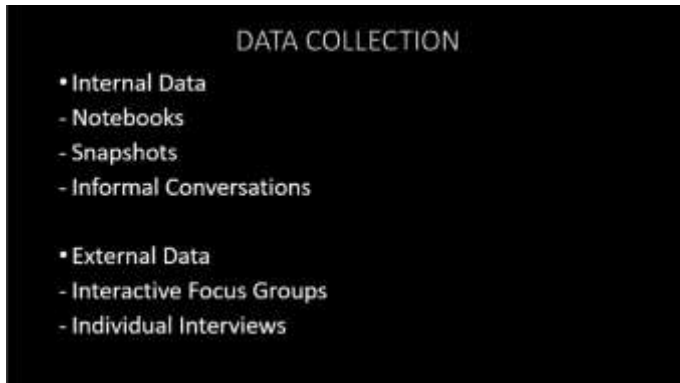 DATA COLLECTION
• Internal Data
- Notebooks
- Snapshots
- Informal Conversations
• External Data
- Interactive Focus Groups
- Individual Interviews